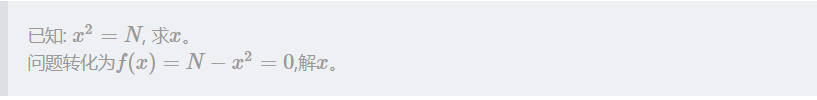 已知: x² = N, 求x。
问题转化为f(x) = N − x² = 0,解x。